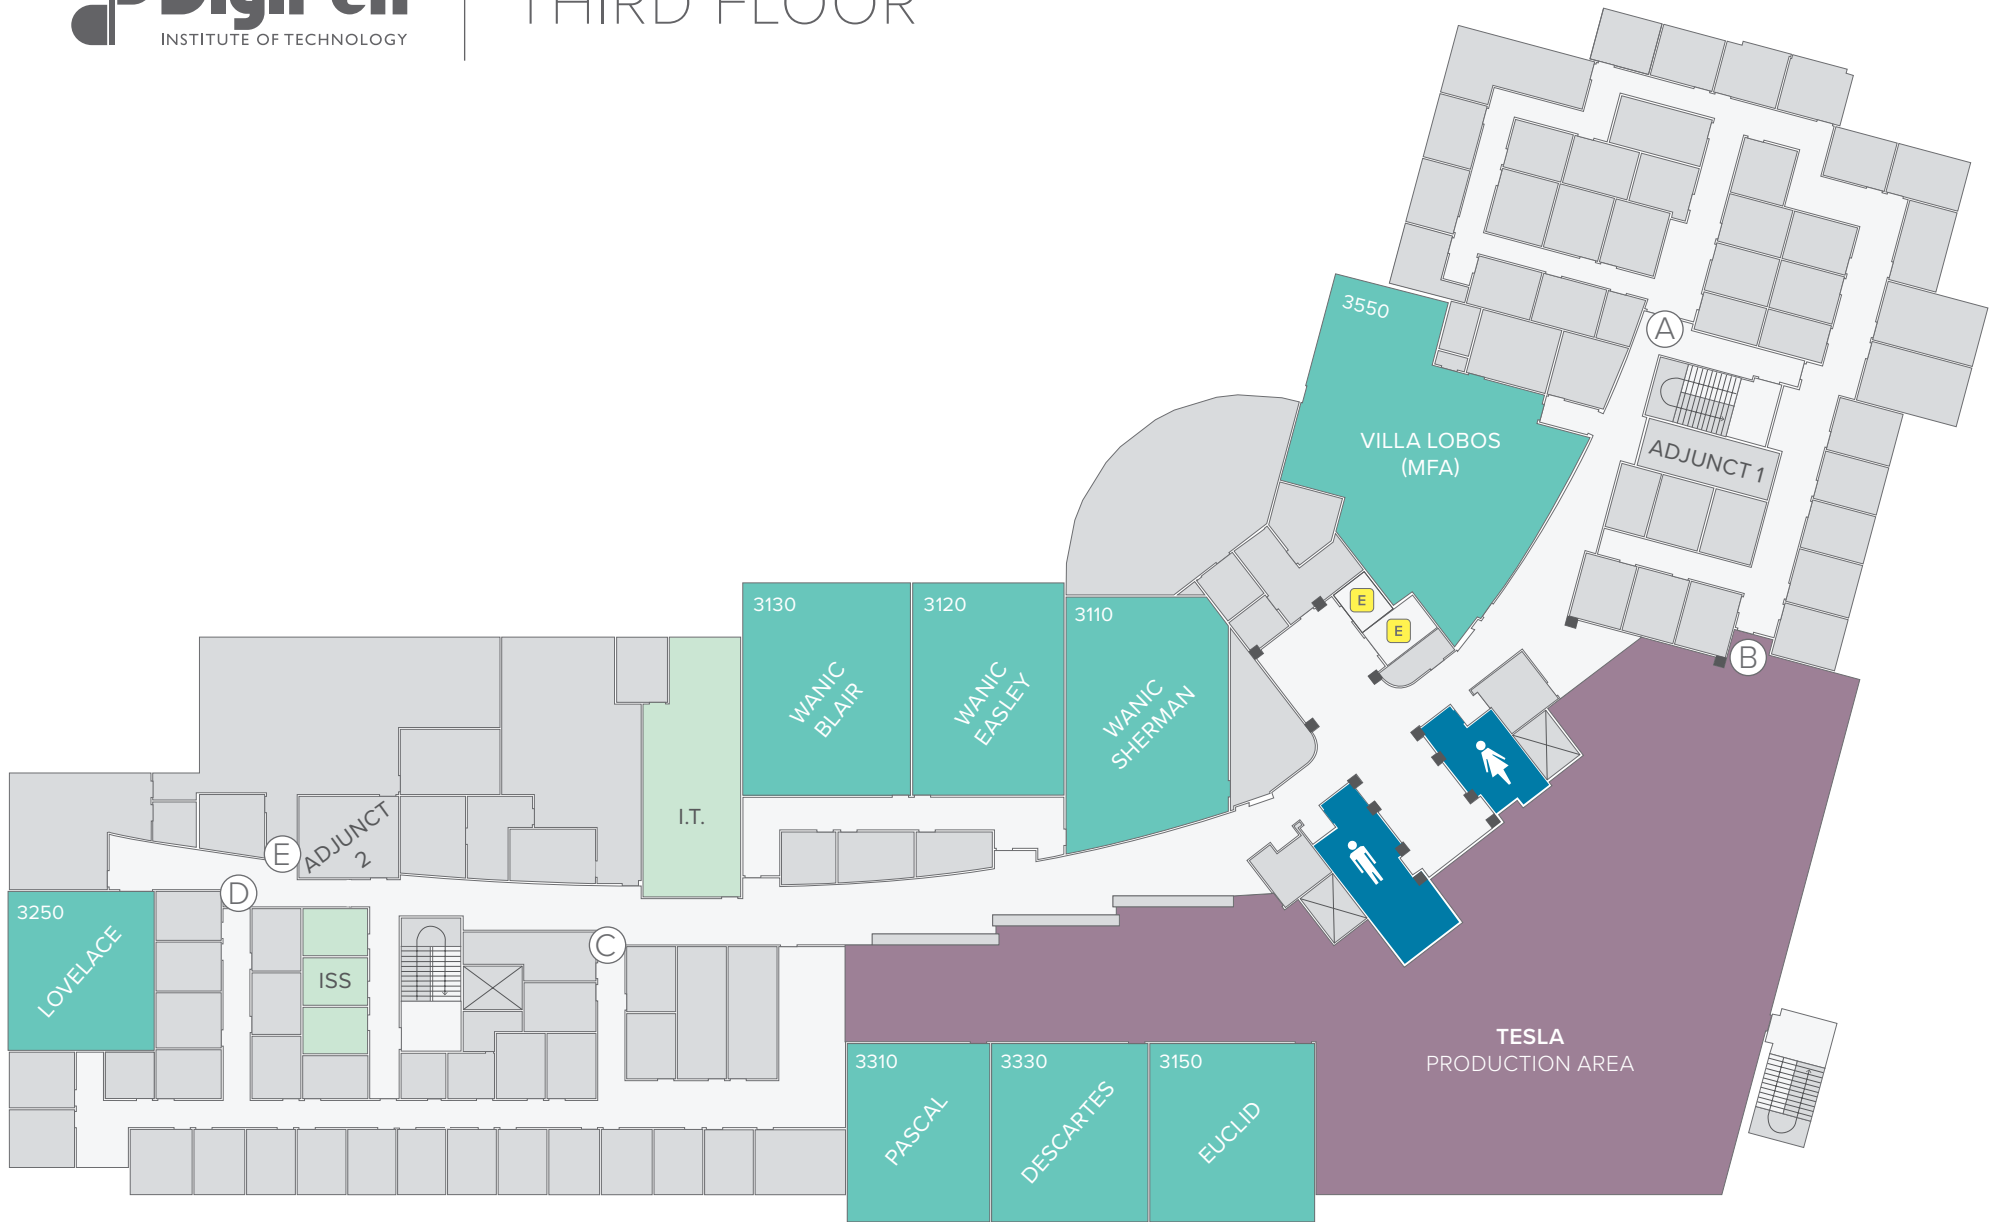 DigiPen
INSTITUTE OF TECHNOLOGY
THIRD FLOOR
3550
A
VILLA LOBOS
(MFA)
ADJUNCT 1
3130
3120
3110
E
E
B
WANIC
BLAIR
WANIC
EASLEY
WANIC
SHERMAN
I.T.
E
ADJUNCT
2
D
3250
LOVELACE
C
ISS
TESLA
PRODUCTION AREA
3310
3330
3150
PASCAL
DESCARTES
EUCLID